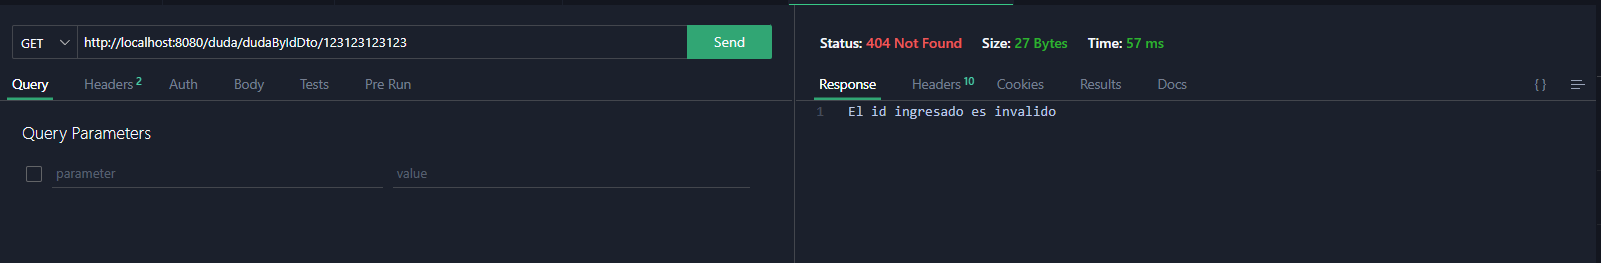 GET http://localhost:8080/duda/dudaByIdDto/123123123123 Send
Query Headers 2 Auth Body Tests Pre Run
Query Parameters
parameter value
Status: 404 Not Found Size: 27 Bytes Time: 57 ms
Response Headers 10 Cookies Results Docs { }
1 El id ingresado es invalido